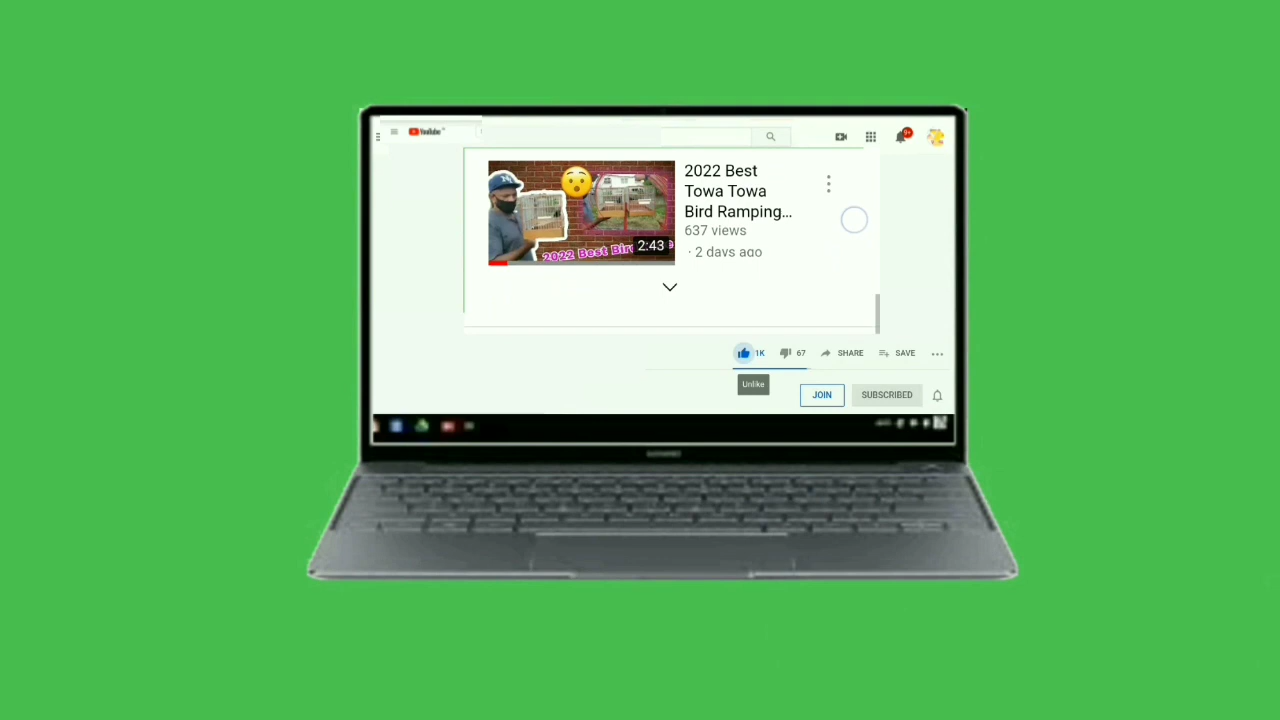 YouTube
9+
2022 Best
Towa Towa
Bird Ramping...
637 views
· 2 days ago
2:43
2022 Best Bir
1K
67
SHARE
SAVE
Unlike
JOIN
SUBSCRIBED